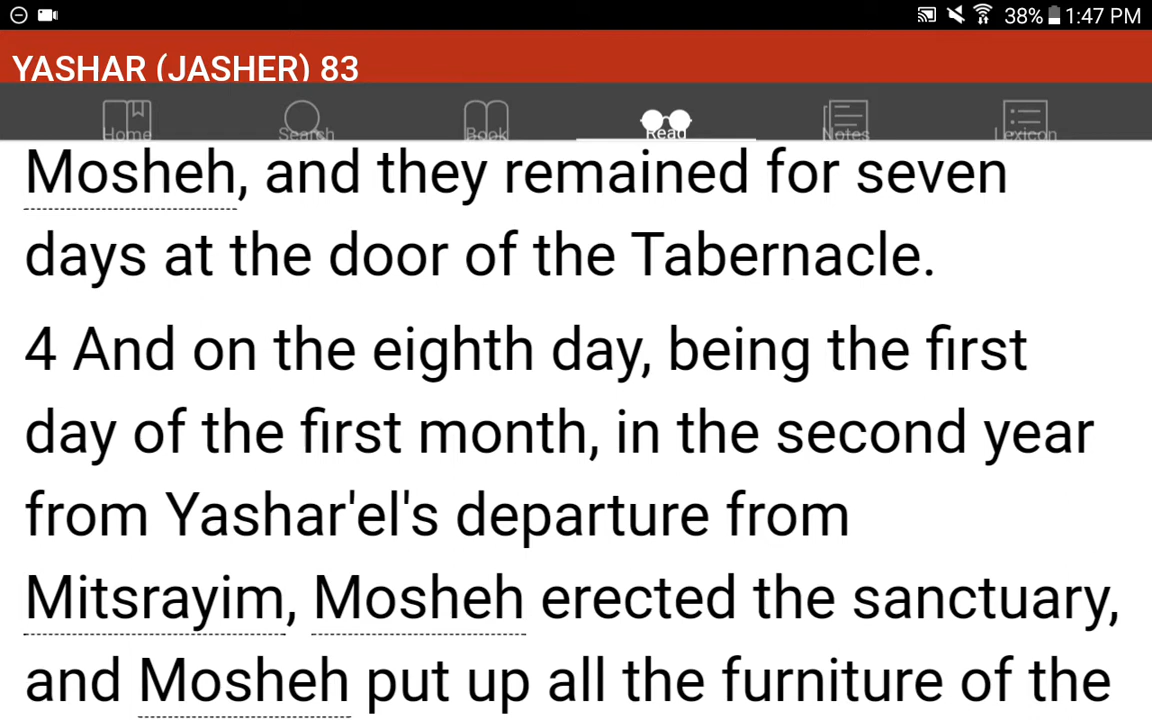 38% 1:47 PM
YASHAR (JASHER) 83
Home Search Book Read Notes Lexicon
Mosheh, and they remained for seven
days at the door of the Tabernacle.
4 And on the eighth day, being the first
day of the first month, in the second year
from Yashar'el's departure from
Mitsrayim, Mosheh erected the sanctuary,
and Mosheh put up all the furniture of the